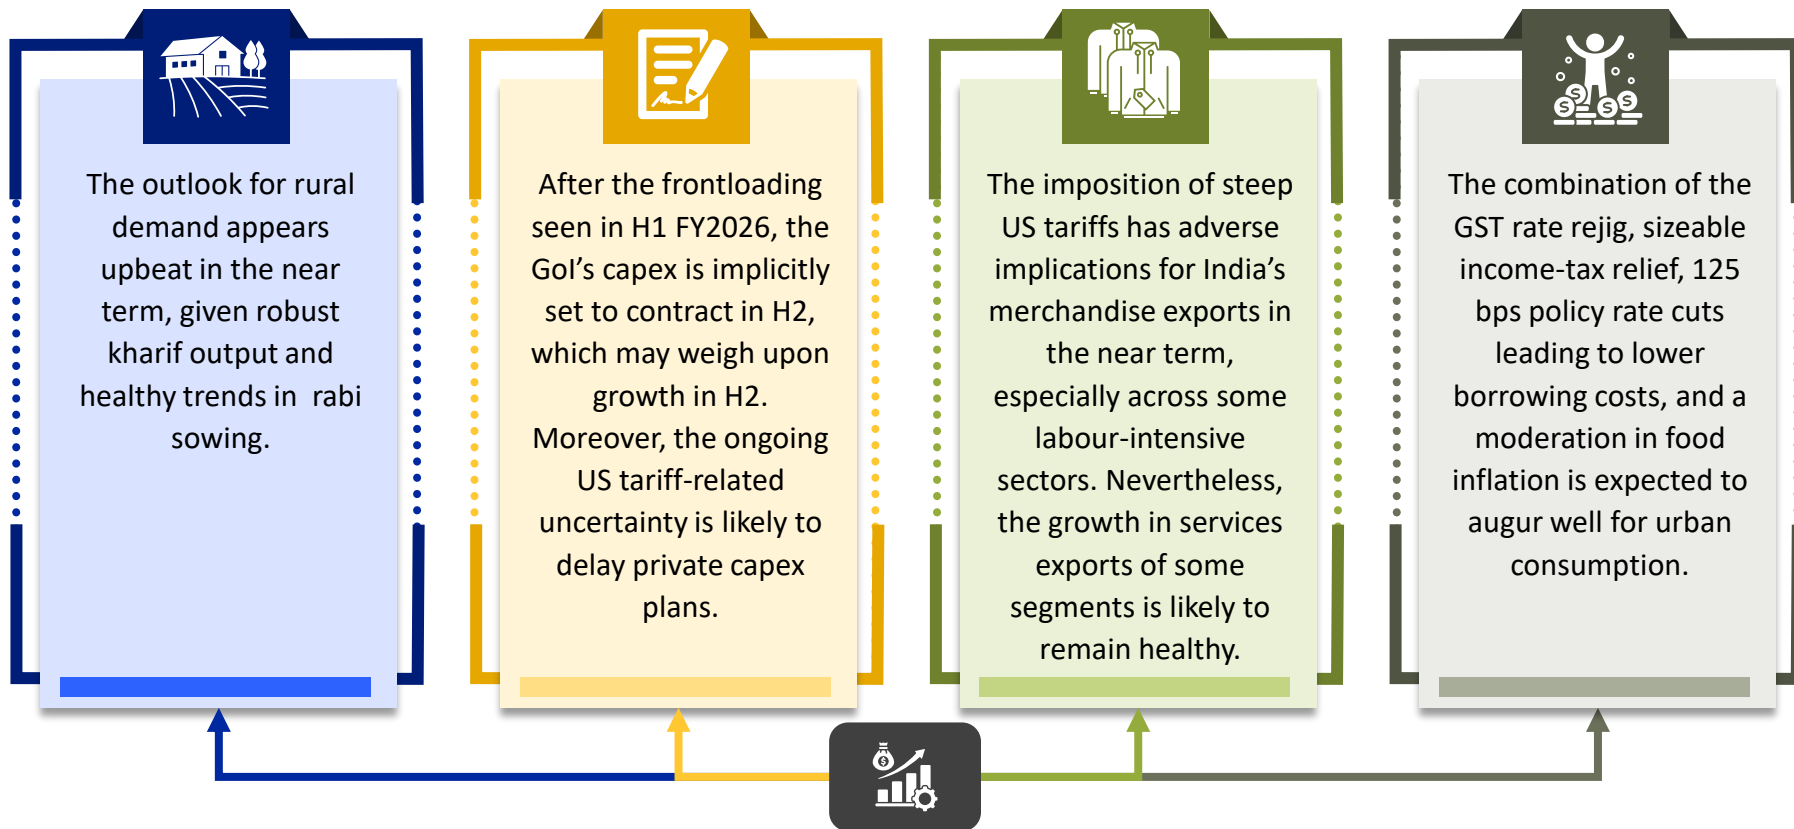 The outlook for rural
demand appears
upbeat in the near
term, given robust
kharif output and
healthy trends in  rabi
sowing.
After the frontloading
seen in H1 FY2026, the
GoI’s capex is implicitly
set to contract in H2,
which may weigh upon
growth in H2.
Moreover, the ongoing
US tariff-related
uncertainty is likely to
delay private capex
plans.
The imposition of steep
US tariffs has adverse
implications for India’s
merchandise exports in
the near term,
especially across some
labour-intensive
sectors. Nevertheless,
the growth in services
exports of some
segments is likely to
remain healthy.
The combination of the
GST rate rejig, sizeable
income-tax relief, 125
bps policy rate cuts
leading to lower
borrowing costs, and a
moderation in food
inflation is expected to
augur well for urban
consumption.